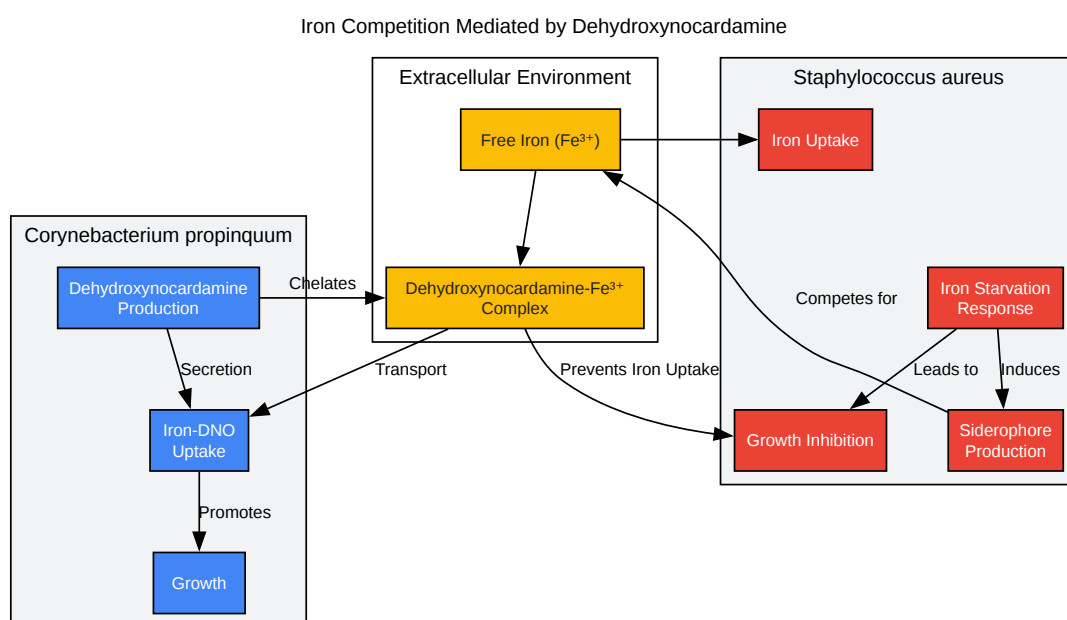 Iron Competition Mediated by Dehydroxynocardamine
Extracellular Environment
Staphylococcus aureus
Free Iron (Fe³⁺)
Iron Uptake
Corynebacterium propinquum
Dehydroxynocardamine
Production
Chelates
Dehydroxynocardamine-Fe³⁺
Complex
Competes for
Iron Starvation
Response
Secretion
Transport
Prevents Iron Uptake
Leads to
Induces
Iron-DNO
Uptake
Growth Inhibition
Siderophore
Production
Promotes
Growth